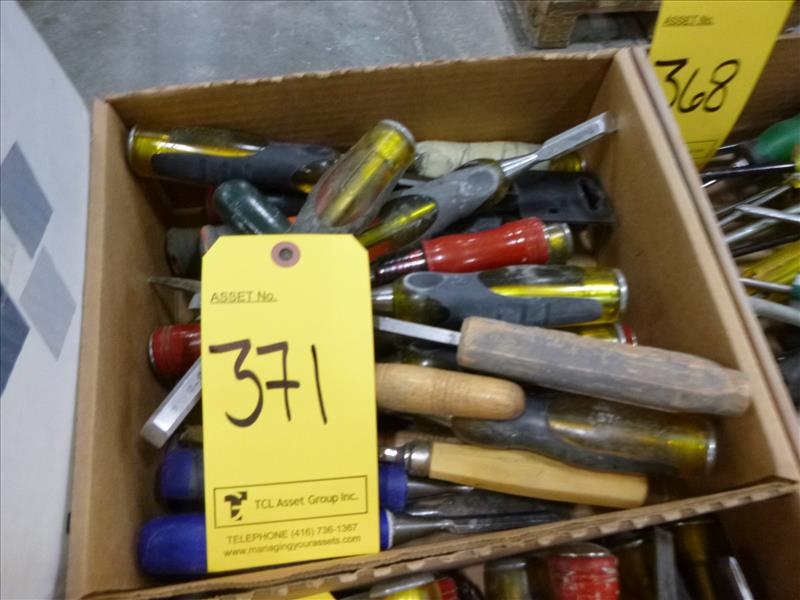 ASSET No.
368
ASSET No.
371
TCL Asset Group Inc.
TELEPHONE (416) 736-1367
www.managingyourassets.com